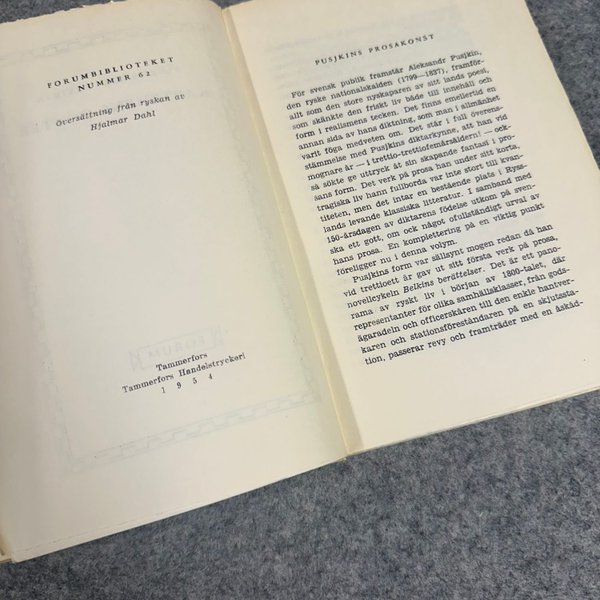 FORUMBIBLIOTEKET
NUMMER 62
Översättning från ryskan av
Hjalmar Dahl
Tammerfors
Tammerfors Handelstryckeri
1954
PUSJKINS PROSAKONST
För svensk publik framstår Aleksandr Pusjkin,
den ryske nationalskalden (1799—1837), framför-
allt som den store nyskaparen av sitt lands poesi,
som skänkte den friskt liv både till innehåll och
form i realismens tecken. Det finns emellertid en
annan sida av hans diktning, som man i allmänhet
varit föga medveten om. Det står i full överens-
stämmelse med Pusjkins diktarkynne, att han vid
mognare år — i trettio-trettiofemårsåldern! — ock-
så sökte ge uttryck åt sin skapande fantasi i pro-
sans form. Det verk på prosa han under sitt korta,
tragiska liv hann fullborda var inte stort till kvan-
titeten, men det intar en bestående plats i Ryss-
lands levande klassiska litteratur. I samband med
150-årsdagen av diktarens födelse utkom på sven-
ska ett gott, om ock något ofullständigt urval av
hans prosa. En komplettering på en viktig punkt
föreligger nu i denna volym.
Pusjkins form var sällsynt mogen redan då han
vid trettioett år gav ut sitt första verk på prosa,
novellcykeln Belkins berättelser. Det är ett pano-
rama av ryskt liv i början av 1800-talet, där
representanter för olika samhällsklasser, från gods-
ägaradeln och officerskåren till den enkle hantver-
karen och stationsföreståndaren på en skjutssta-
tion, passerar revy och framträder med en åskåd-